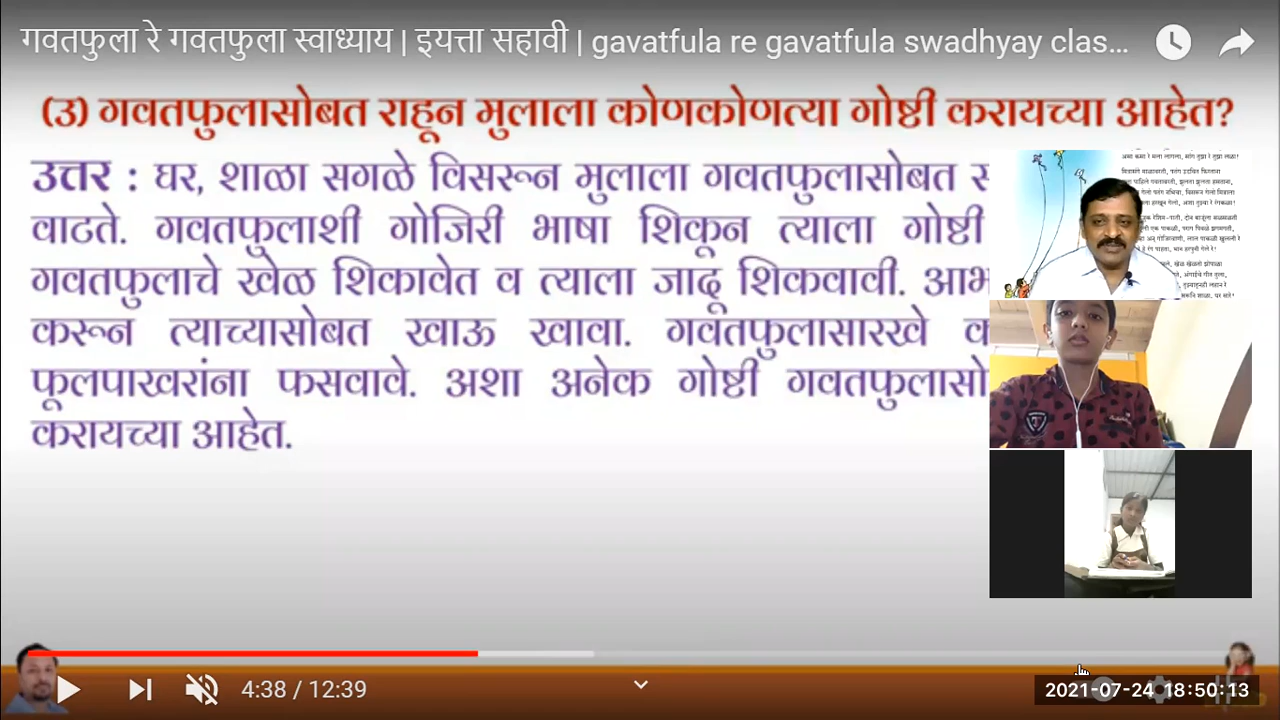 गवतफुला रे गवतफुला स्वाध्याय | इयत्ता सहावी | gavatfula re gavatfula swadhyay clas...
(उ) गवतफुलासोबत राहून मुलाला कोणकोणत्या गोष्टी करायच्या आहेत?
उत्तर : घर, शाळा सगळे विसरून मुलाला गवतफुलासोबत
वाटते. गवतफुलाशी गोजिरी भाषा शिकून त्याला गोष्टी
गवतफुलाचे खेळ शिकावेत व त्याला जादू शिकवावी.
करून त्याच्यासोबत खाऊ खावा. गवतफुलासारखे
फूलपाखरांना फसवावे. अशा अनेक गोष्टी
करायच्या आहेत.
4:38 / 12:39
2021-07-24 18:50:13